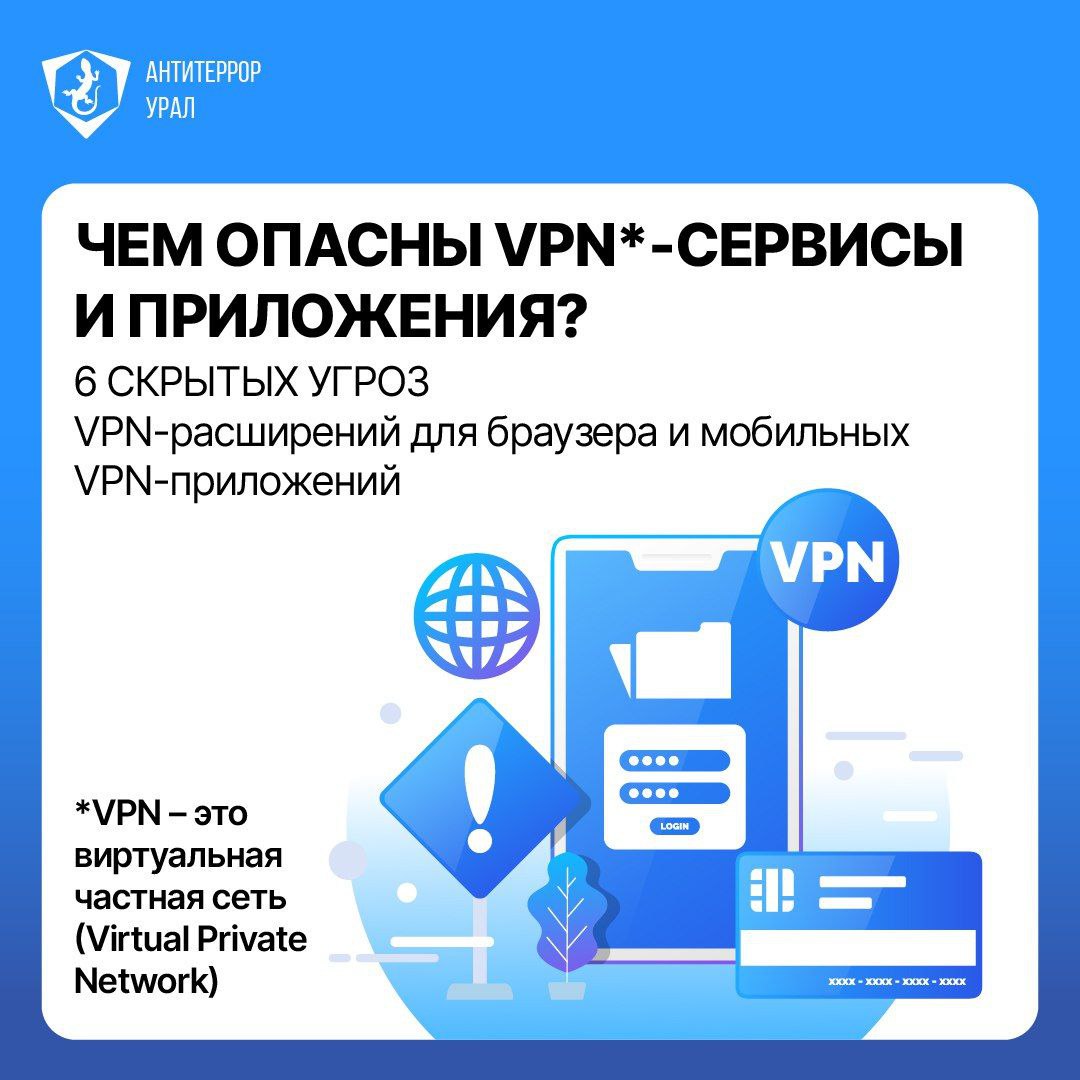 АНТИТЕРРОР
УРАЛ
ЧЕМ ОПАСНЫ VPN*-СЕРВИСЫ
И ПРИЛОЖЕНИЯ?
6 СКРЫТЫХ УГРОЗ
VPN-расширений для браузера и мобильных
VPN-приложений
VPN
LOGIN
*VPN – это
виртуальная
частная сеть
(Virtual Private
Network)
xxxx - xxxx - xxxx - xxxx